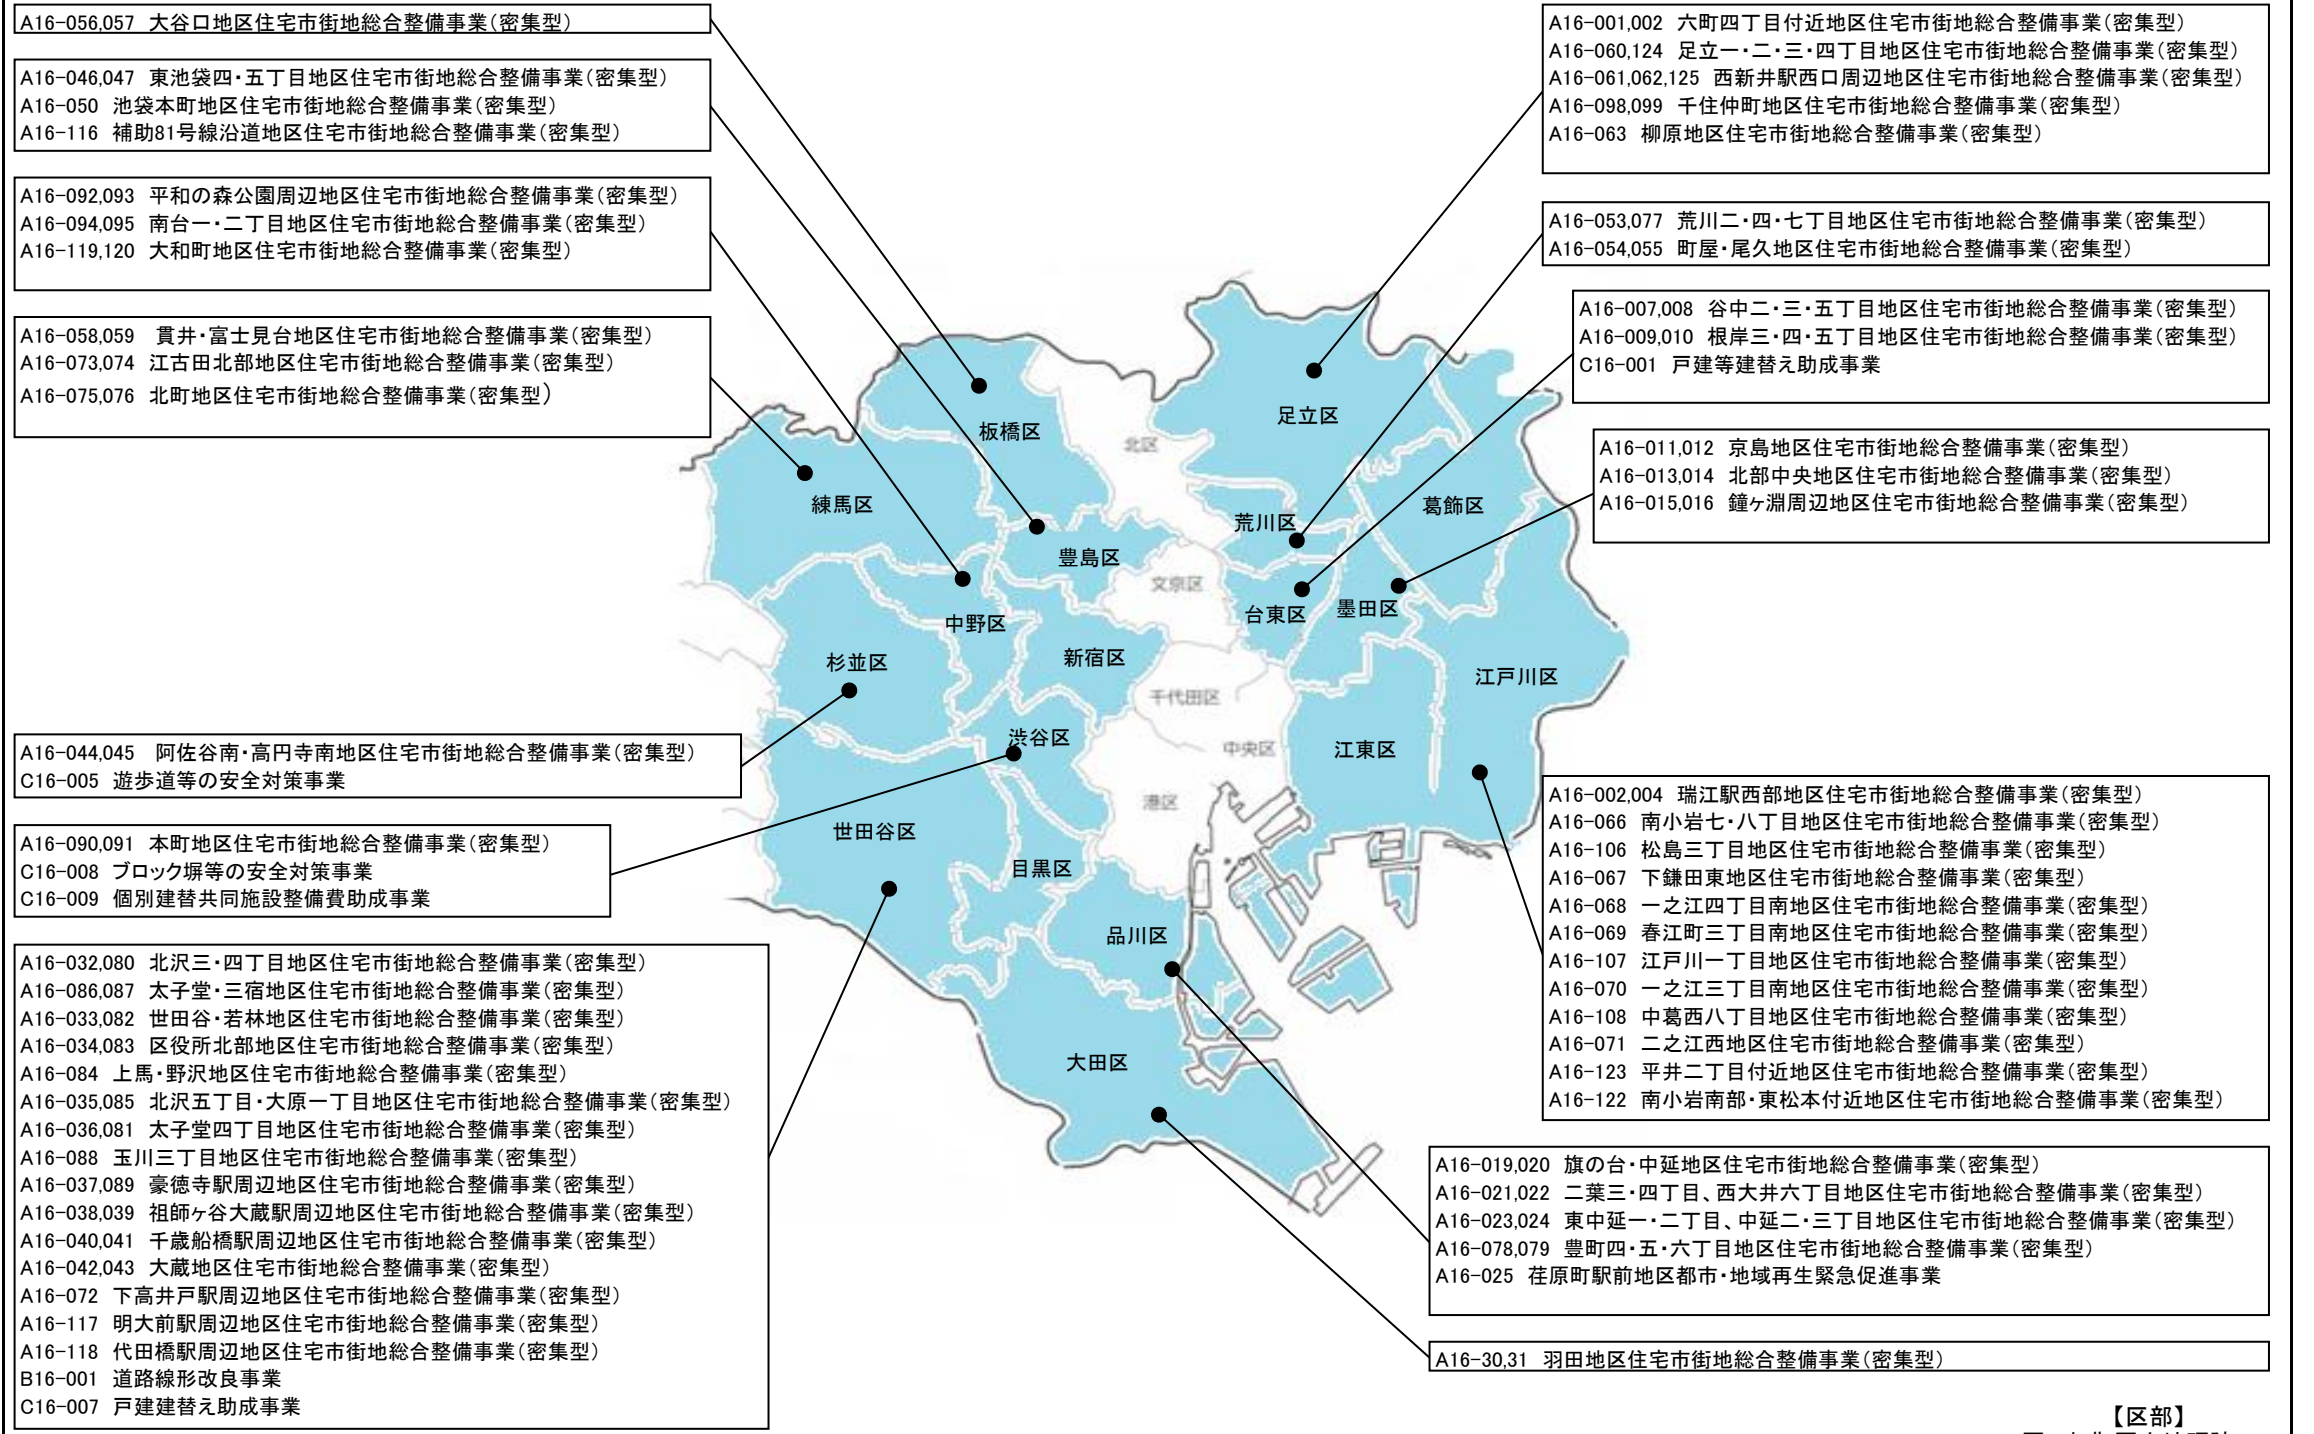 A16-056,057 大谷口地区住宅市街地総合整備事業(密集型)
A16-046,047 東池袋四・五丁目地区住宅市街地総合整備事業(密集型)
A16-050 池袋本町地区住宅市街地総合整備事業(密集型)
A16-116 補助81号線沿道地区住宅市街地総合整備事業(密集型)
A16-092,093 平和の森公園周辺地区住宅市街地総合整備事業(密集型)
A16-094,095 南台一・二丁目地区住宅市街地総合整備事業(密集型)
A16-119,120 大和町地区住宅市街地総合整備事業(密集型)
A16-058,059 貫井・富士見台地区住宅市街地総合整備事業(密集型)
A16-073,074 江古田北部地区住宅市街地総合整備事業(密集型)
A16-075,076 北町地区住宅市街地総合整備事業(密集型)
A16-044,045 阿佐谷南・高円寺南地区住宅市街地総合整備事業(密集型)
C16-005 遊歩道等の安全対策事業
A16-090,091 本町地区住宅市街地総合整備事業(密集型)
C16-008 ブロック塀等の安全対策事業
C16-009 個別建替共同施設整備費助成事業
A16-032,080 北沢三・四丁目地区住宅市街地総合整備事業(密集型)
A16-086,087 太子堂・三宿地区住宅市街地総合整備事業(密集型)
A16-033,082 世田谷・若林地区住宅市街地総合整備事業(密集型)
A16-034,083 区役所北部地区住宅市街地総合整備事業(密集型)
A16-084 上馬・野沢地区住宅市街地総合整備事業(密集型)
A16-035,085 北沢五丁目・大原一丁目地区住宅市街地総合整備事業(密集型)
A16-036,081 太子堂四丁目地区住宅市街地総合整備事業(密集型)
A16-088 玉川三丁目地区住宅市街地総合整備事業(密集型)
A16-037,089 豪徳寺駅周辺地区住宅市街地総合整備事業(密集型)
A16-038,039 祖師ヶ谷大蔵駅周辺地区住宅市街地総合整備事業(密集型)
A16-040,041 千歳船橋駅周辺地区住宅市街地総合整備事業(密集型)
A16-042,043 大蔵地区住宅市街地総合整備事業(密集型)
A16-072 下高井戸駅周辺地区住宅市街地総合整備事業(密集型)
A16-117 明大前駅周辺地区住宅市街地総合整備事業(密集型)
A16-118 代田橋駅周辺地区住宅市街地総合整備事業(密集型)
B16-001 道路線形改良事業
C16-007 戸建建替え助成事業
板橋区
北区
足立区
練馬区
豊島区
荒川区
葛飾区
文京区
中野区
台東区
墨田区
杉並区
新宿区
千代田区
江戸川区
渋谷区
中央区
江東区
港区
世田谷区
目黒区
品川区
大田区
A16-001,002 六町四丁目付近地区住宅市街地総合整備事業(密集型)
A16-060,124 足立一・二・三・四丁目地区住宅市街地総合整備事業(密集型)
A16-061,062,125 西新井駅西口周辺地区住宅市街地総合整備事業(密集型)
A16-098,099 千住仲町地区住宅市街地総合整備事業(密集型)
A16-063 柳原地区住宅市街地総合整備事業(密集型)
A16-053,077 荒川二・四・七丁目地区住宅市街地総合整備事業(密集型)
A16-054,055 町屋・尾久地区住宅市街地総合整備事業(密集型)
A16-007,008 谷中二・三・五丁目地区住宅市街地総合整備事業(密集型)
A16-009,010 根岸三・四・五丁目地区住宅市街地総合整備事業(密集型)
C16-001 戸建等建替え助成事業
A16-011,012 京島地区住宅市街地総合整備事業(密集型)
A16-013,014 北部中央地区住宅市街地総合整備事業(密集型)
A16-015,016 鐘ヶ淵周辺地区住宅市街地総合整備事業(密集型)
A16-002,004 瑞江駅西部地区住宅市街地総合整備事業(密集型)
A16-066 南小岩七・八丁目地区住宅市街地総合整備事業(密集型)
A16-106 松島三丁目地区住宅市街地総合整備事業(密集型)
A16-067 下鎌田東地区住宅市街地総合整備事業(密集型)
A16-068 一之江四丁目南地区住宅市街地総合整備事業(密集型)
A16-069 春江町三丁目南地区住宅市街地総合整備事業(密集型)
A16-107 江戸川一丁目地区住宅市街地総合整備事業(密集型)
A16-070 一之江三丁目南地区住宅市街地総合整備事業(密集型)
A16-108 中葛西八丁目地区住宅市街地総合整備事業(密集型)
A16-071 二之江西地区住宅市街地総合整備事業(密集型)
A16-123 平井二丁目付近地区住宅市街地総合整備事業(密集型)
A16-122 南小岩南部・東松本付近地区住宅市街地総合整備事業(密集型)
A16-019,020 旗の台・中延地区住宅市街地総合整備事業(密集型)
A16-021,022 二葉三・四丁目、西大井六丁目地区住宅市街地総合整備事業(密集型)
A16-023,024 東中延一・二丁目、中延二・三丁目地区住宅市街地総合整備事業(密集型)
A16-078,079 豊町四・五・六丁目地区住宅市街地総合整備事業(密集型)
A16-025 荏原町駅前地区都市・地域再生緊急促進事業
A16-30,31 羽田地区住宅市街地総合整備事業(密集型)
【区部】